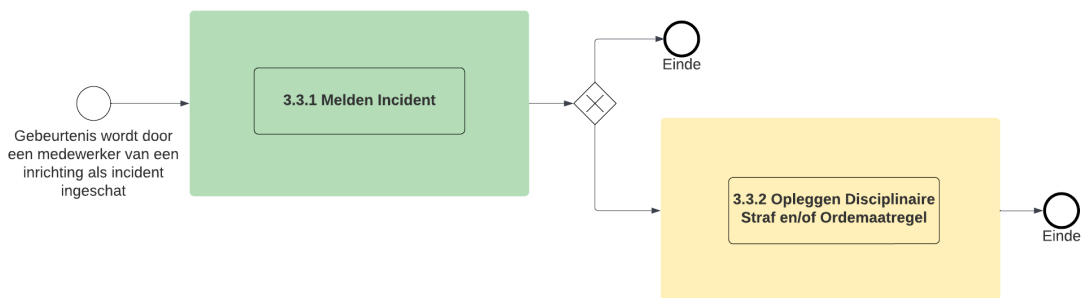 Gebeurtenis wordt door
een medewerker van een
inrichting als incident
ingeschat
3.3.1 Melden Incident
Einde
3.3.2 Opleggen Disciplinaire
Straf en/of Ordemaatregel
Einde